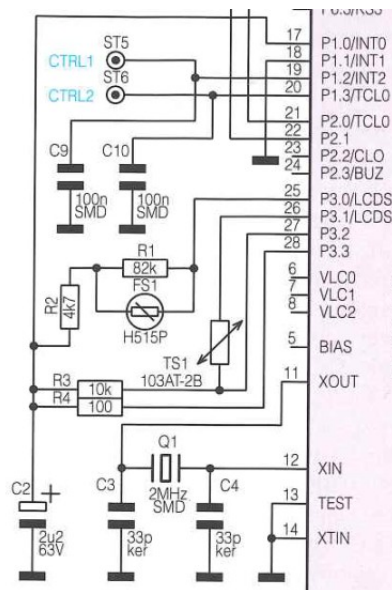 P0.3/RS3
17 P1.0/INT0
18 P1.1/INT1
19 P1.2/INT2
20 P1.3/TCL0
21 P2.0/TCL0
22 P2.1
23 P2.2/CLO
24 P2.3/BUZ
25 P3.0/LCDS
26 P3.1/LCDS
27 P3.2
28 P3.3
6 VLC0
7 VLC1
8 VLC2
5 BIAS
11 XOUT
12 XIN
13 TEST
14 XTIN
ST5
CTRL1
ST6
CTRL2
C9
C10
100n
SMD
100n
SMD
R1
82k
FS1
H515P
R2
4k7
TS1
103AT-2B
R3
10k
R4
100
Q1
2MHz
SMD
C2
+
2u2
63V
C3
33p
ker
C4
33p
ker